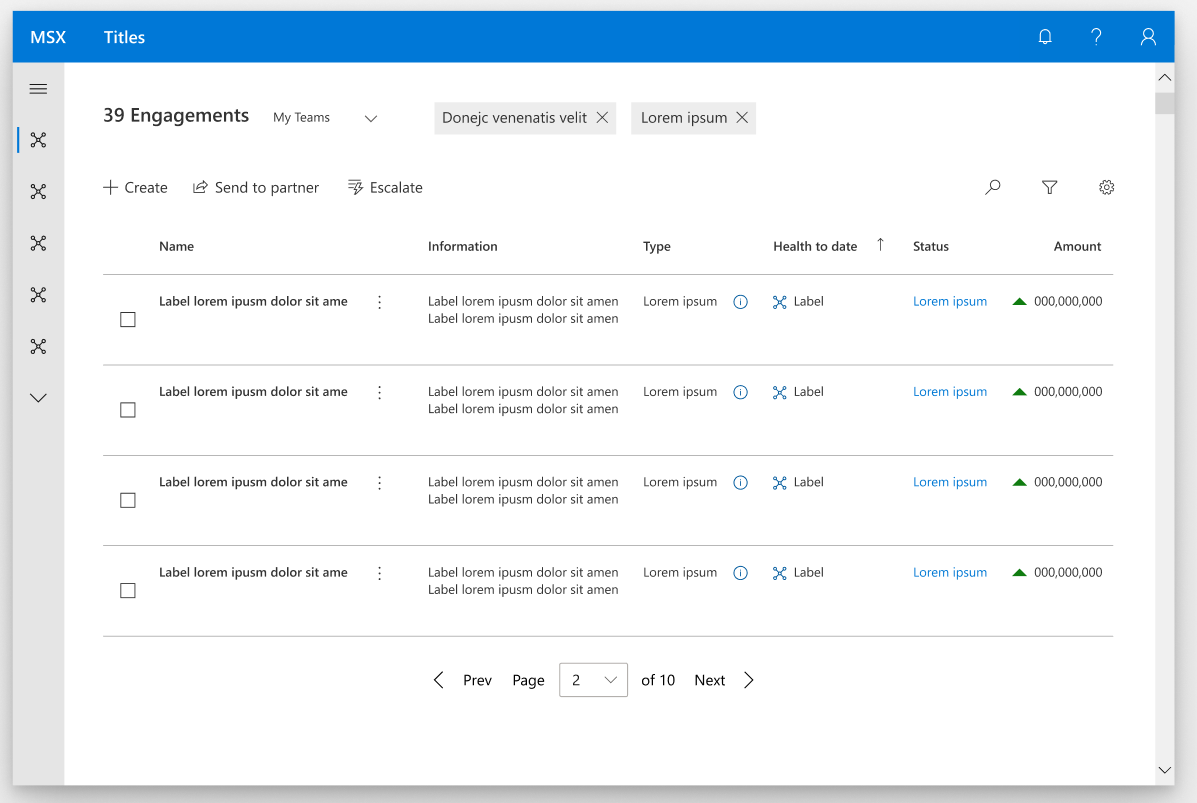 MSX Titles
39 Engagements My Teams Donejc venenatis velit Lorem ipsum
Create Send to partner Escalate
Name Information Type Health to date Status Amount
Label lorem ipusm dolor sit ame Label lorem ipusm dolor sit amen Lorem ipsum Label Lorem ipsum 000,000,000
Label lorem ipusm dolor sit amen
Label lorem ipusm dolor sit ame Label lorem ipusm dolor sit amen Lorem ipsum Label Lorem ipsum 000,000,000
Label lorem ipusm dolor sit amen
Label lorem ipusm dolor sit ame Label lorem ipusm dolor sit amen Lorem ipsum Label Lorem ipsum 000,000,000
Label lorem ipusm dolor sit amen
Label lorem ipusm dolor sit ame Label lorem ipusm dolor sit amen Lorem ipsum Label Lorem ipsum 000,000,000
Label lorem ipusm dolor sit amen
Prev Page 2 of 10 Next